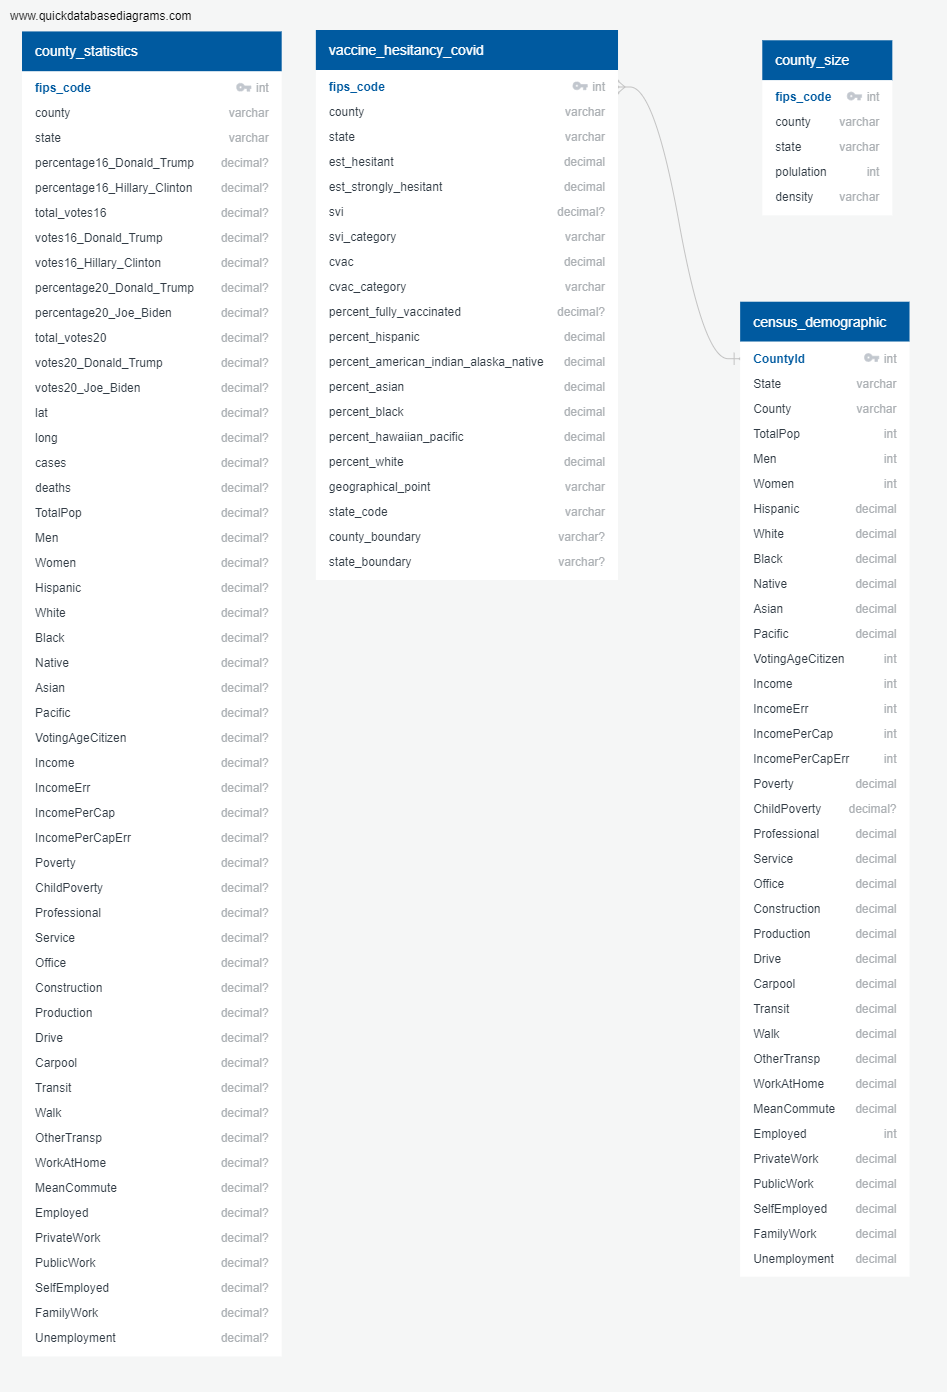 www.quickdatabasediagrams.com
county_statistics
fips_code int
county varchar
state varchar
percentage16_Donald_Trump decimal?
percentage16_Hillary_Clinton decimal?
total_votes16 decimal?
votes16_Donald_Trump decimal?
votes16_Hillary_Clinton decimal?
percentage20_Donald_Trump decimal?
percentage20_Joe_Biden decimal?
total_votes20 decimal?
votes20_Donald_Trump decimal?
votes20_Joe_Biden decimal?
lat decimal?
long decimal?
cases decimal?
deaths decimal?
TotalPop decimal?
Men decimal?
Women decimal?
Hispanic decimal?
White decimal?
Black decimal?
Native decimal?
Asian decimal?
Pacific decimal?
VotingAgeCitizen decimal?
Income decimal?
IncomeErr decimal?
IncomePerCap decimal?
IncomePerCapErr decimal?
Poverty decimal?
ChildPoverty decimal?
Professional decimal?
Service decimal?
Office decimal?
Construction decimal?
Production decimal?
Drive decimal?
Carpool decimal?
Transit decimal?
Walk decimal?
OtherTransp decimal?
WorkAtHome decimal?
MeanCommute decimal?
Employed decimal?
PrivateWork decimal?
PublicWork decimal?
SelfEmployed decimal?
FamilyWork decimal?
Unemployment decimal?
vaccine_hesitancy_covid
fips_code int
county varchar
state varchar
est_hesitant decimal
est_strongly_hesitant decimal
svi decimal?
svi_category varchar
cvac decimal
cvac_category varchar
percent_fully_vaccinated decimal?
percent_hispanic decimal
percent_american_indian_alaska_native decimal
percent_asian decimal
percent_black decimal
percent_hawaiian_pacific decimal
percent_white decimal
geographical_point varchar
state_code varchar
county_boundary varchar?
state_boundary varchar?
county_size
fips_code int
county varchar
state varchar
polulation int
density varchar
census_demographic
CountyId int
State varchar
County varchar
TotalPop int
Men int
Women int
Hispanic decimal
White decimal
Black decimal
Native decimal
Asian decimal
Pacific decimal
VotingAgeCitizen int
Income int
IncomeErr int
IncomePerCap int
IncomePerCapErr int
Poverty decimal
ChildPoverty decimal?
Professional decimal
Service decimal
Office decimal
Construction decimal
Production decimal
Drive decimal
Carpool decimal
Transit decimal
Walk decimal
OtherTransp decimal
WorkAtHome decimal
MeanCommute decimal
Employed int
PrivateWork decimal
PublicWork decimal
SelfEmployed decimal
FamilyWork decimal
Unemployment decimal